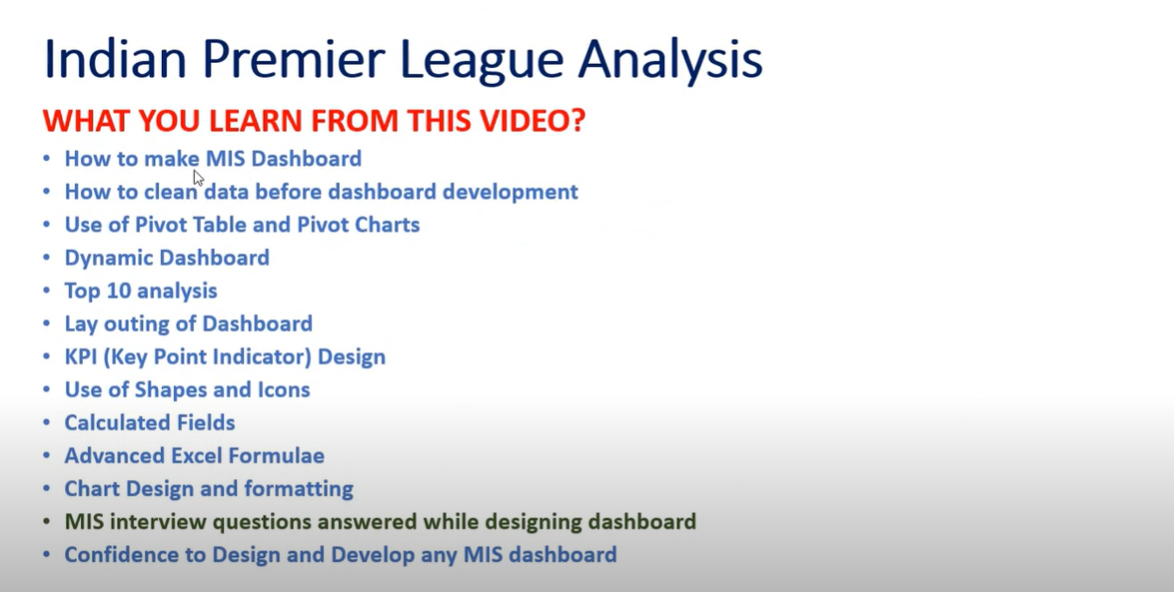 Indian Premier League Analysis
WHAT YOU LEARN FROM THIS VIDEO?
• How to make MIS Dashboard
• How to clean data before dashboard development
• Use of Pivot Table and Pivot Charts
• Dynamic Dashboard
• Top 10 analysis
• Lay outing of Dashboard
• KPI (Key Point Indicator) Design
• Use of Shapes and Icons
• Calculated Fields
• Advanced Excel Formulae
• Chart Design and formatting
• MIS interview questions answered while designing dashboard
• Confidence to Design and Develop any MIS dashboard